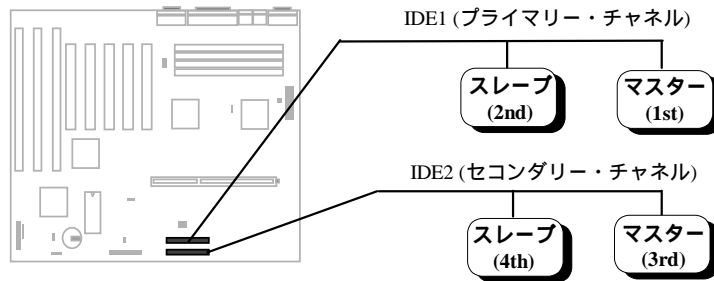 IDE1 (プライマリー・チャネル)
スレーブ
(2nd)
マスター
(1st)
IDE2 (セコンダリー・チャネル)
スレーブ
(4th)
マスター
(3rd)